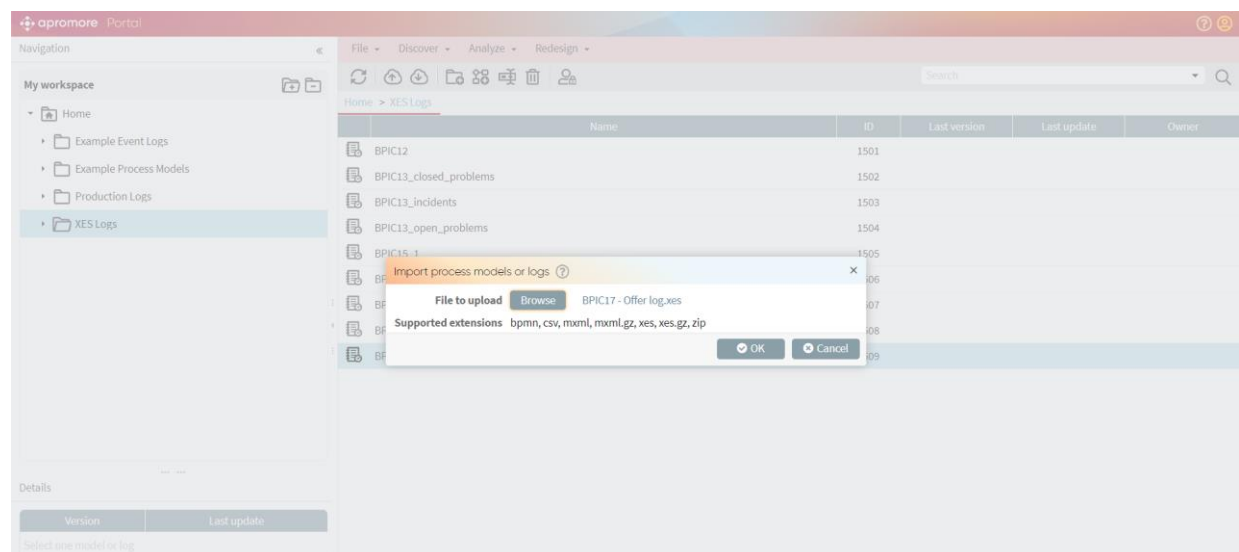 apromore Portal
Navigation
File Discover Analyze Redesign
My workspace
Search
Home > XES Logs
Home
Name ID Last version Last update Owner
Example Event Logs
BPIC12 1501
Example Process Models
BPIC13_closed_problems 1502
Production Logs
BPIC13_incidents 1503
XES Logs
BPIC13_open_problems 1504
BPIC15_1 1505
Import process models or logs
File to upload Browse BPIC17 - Offer log.xes
Supported extensions bpmn, csv, mxml, mxml.gz, xes, xes.gz, zip
OK Cancel
Details
Version Last update
Select one model or log